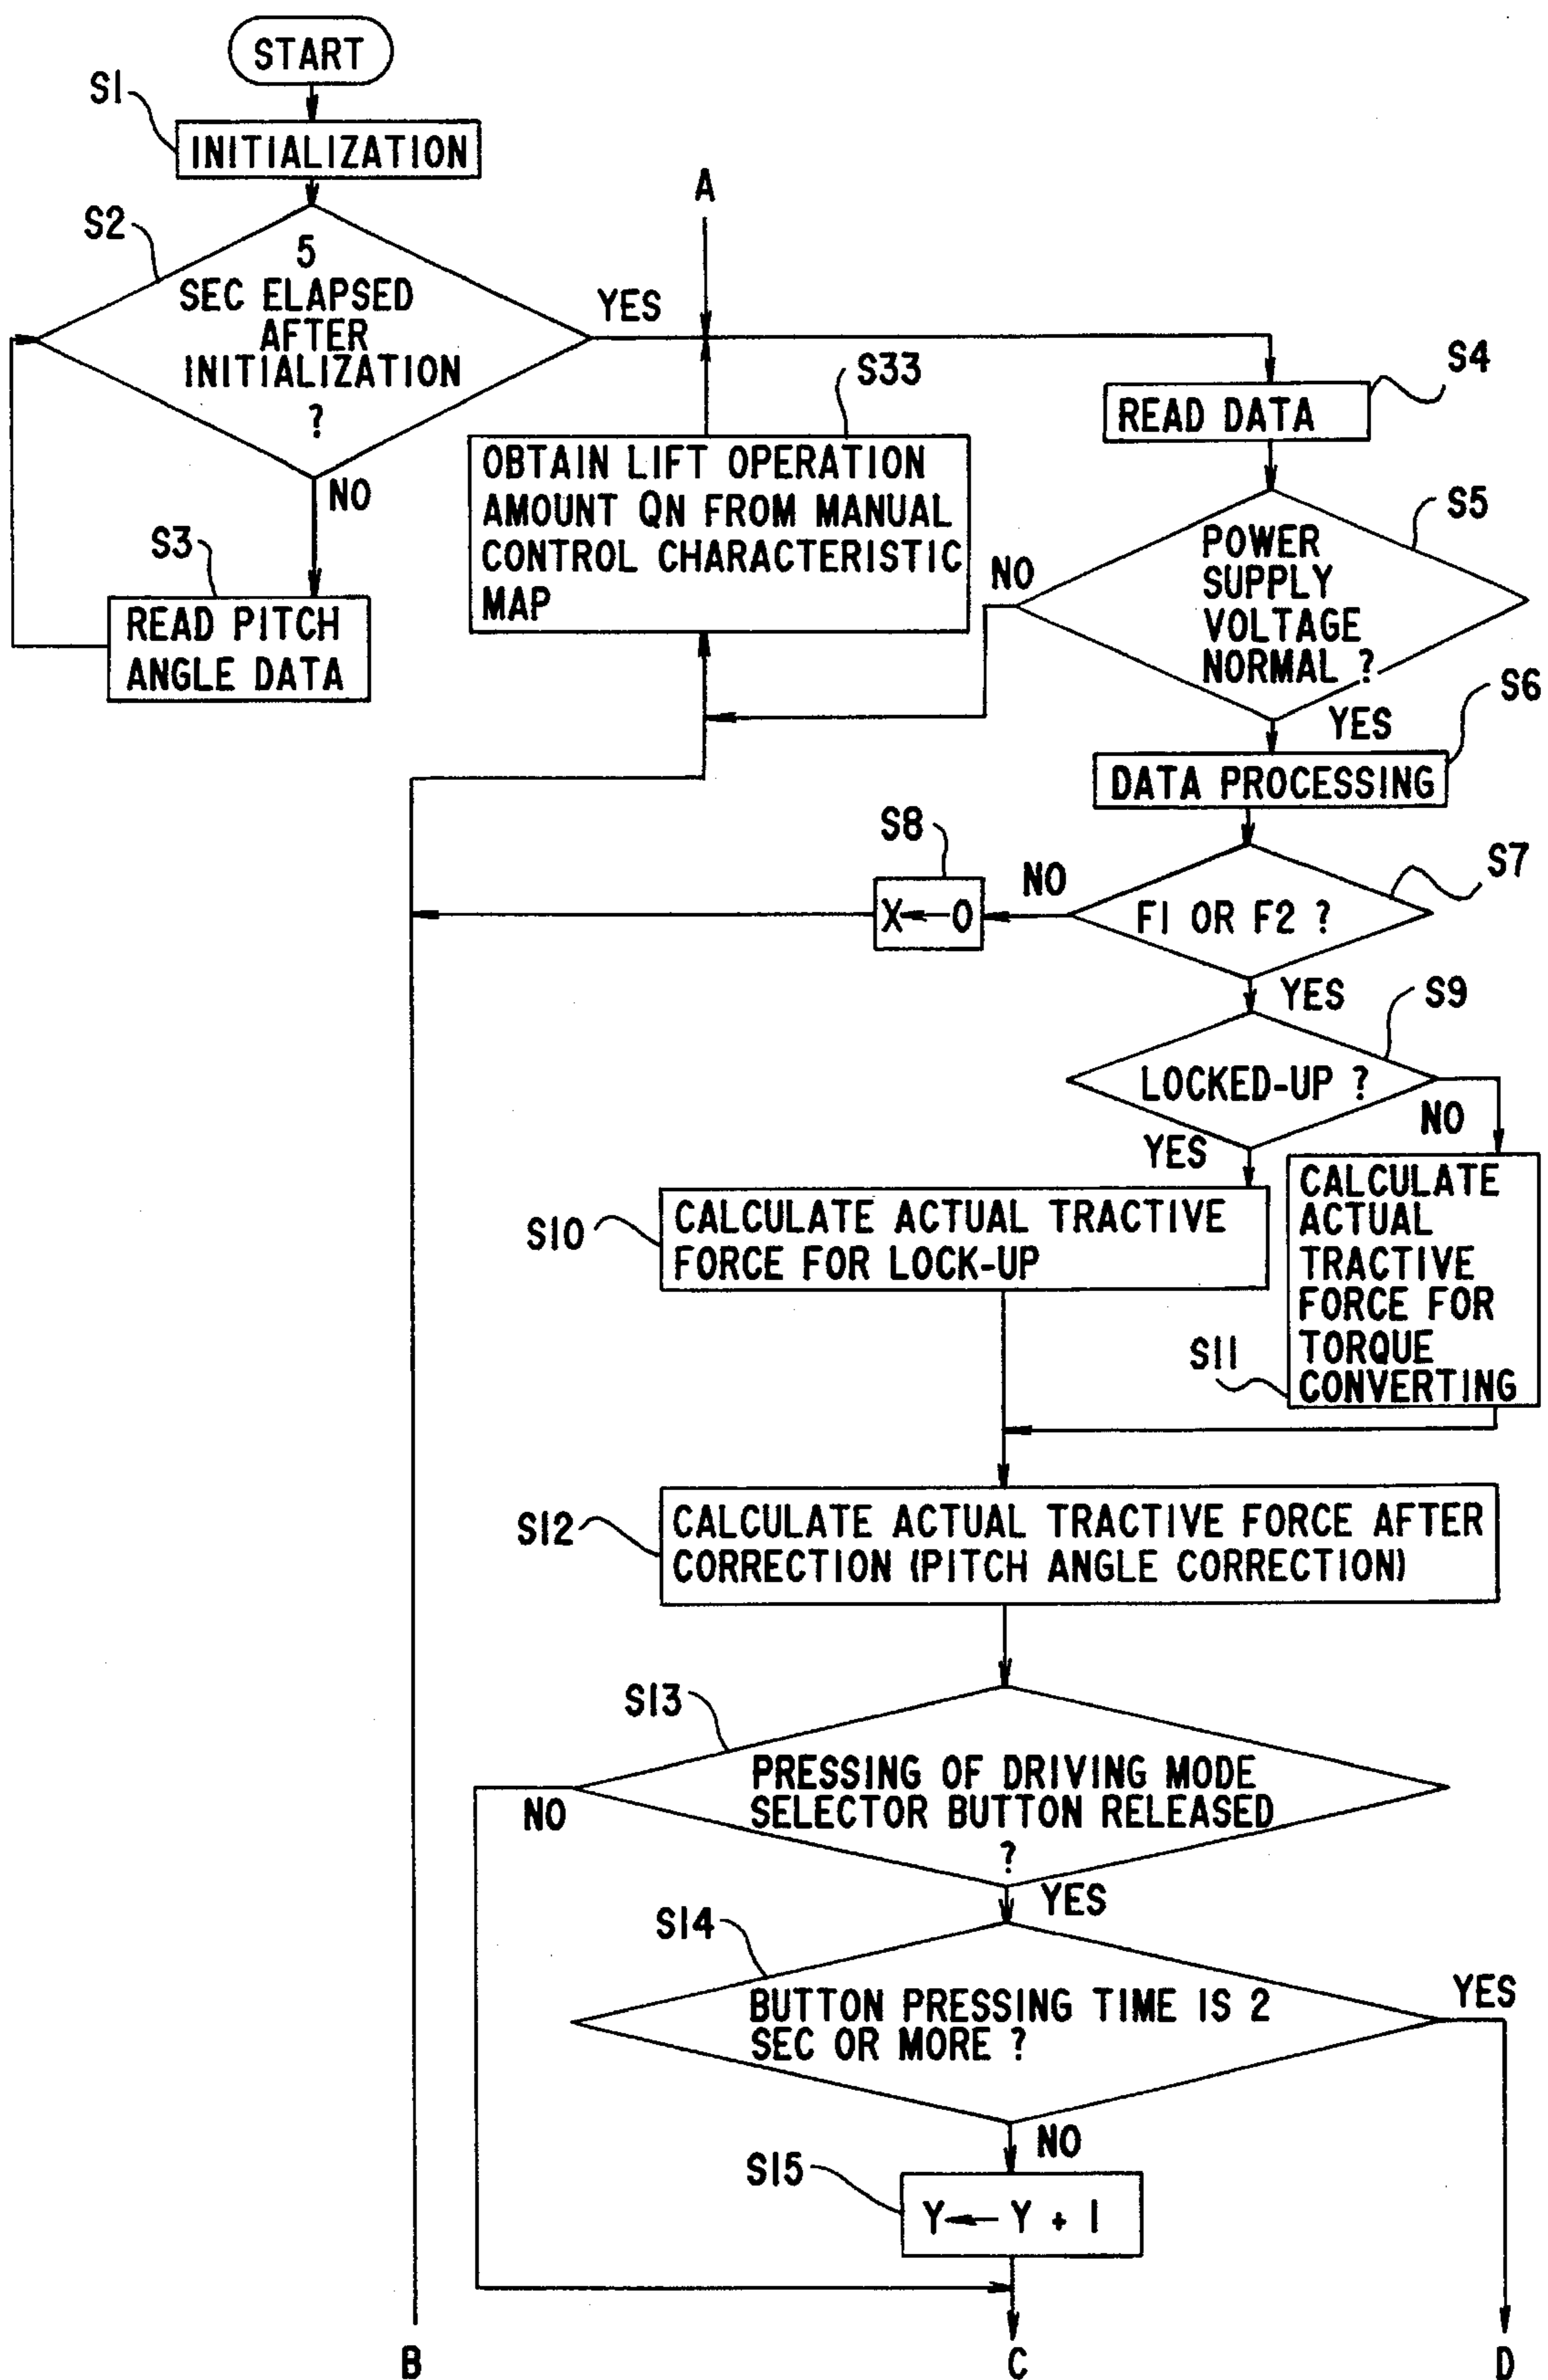 START
S1
INITIALIZATION
S2
5
SEC ELAPSED
AFTER
INITIALIZATION
?
YES
NO
S3
READ PITCH
ANGLE DATA
A
S33
OBTAIN LIFT OPERATION
AMOUNT QN FROM MANUAL
CONTROL CHARACTERISTIC
MAP
S4
READ DATA
S5
POWER
SUPPLY
VOLTAGE
NORMAL ?
NO
YES
S6
DATA PROCESSING
S7
F1 OR F2 ?
NO
S8
X←0
YES
S9
LOCKED-UP ?
NO
YES
S10
CALCULATE ACTUAL TRACTIVE
FORCE FOR LOCK-UP
S11
CALCULATE
ACTUAL
TRACTIVE
FORCE FOR
TORQUE
CONVERTING
S12
CALCULATE ACTUAL TRACTIVE FORCE AFTER
CORRECTION (PITCH ANGLE CORRECTION)
S13
PRESSING OF DRIVING MODE
SELECTOR BUTTON RELEASED
?
NO
YES
S14
BUTTON PRESSING TIME IS 2
SEC OR MORE ?
YES
NO
S15
Y← Y + 1
B
C
D